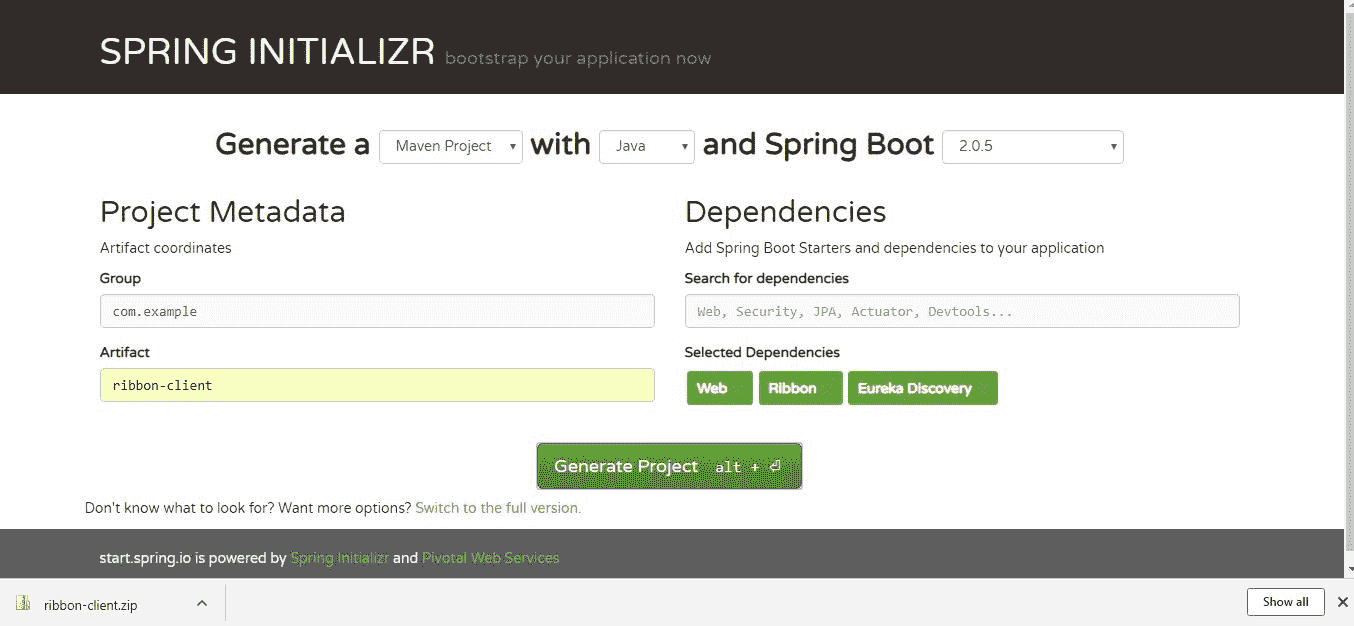 SPRING INITIALIZR bootstrap your application now
Generate a Maven Project with Java and Spring Boot 2.0.5
Project Metadata
Artifact coordinates
Group
com.example
Artifact
ribbon-client
Dependencies
Add Spring Boot Starters and dependencies to your application
Search for dependencies
Web, Security, JPA, Actuator, Devtools...
Selected Dependencies
Web Ribbon Eureka Discovery
Generate Project alt + ⏎
Don't know what to look for? Want more options? Switch to the full version.
start.spring.io is powered by Spring Initializr and Pivotal Web Services
ribbon-client.zip
Show all